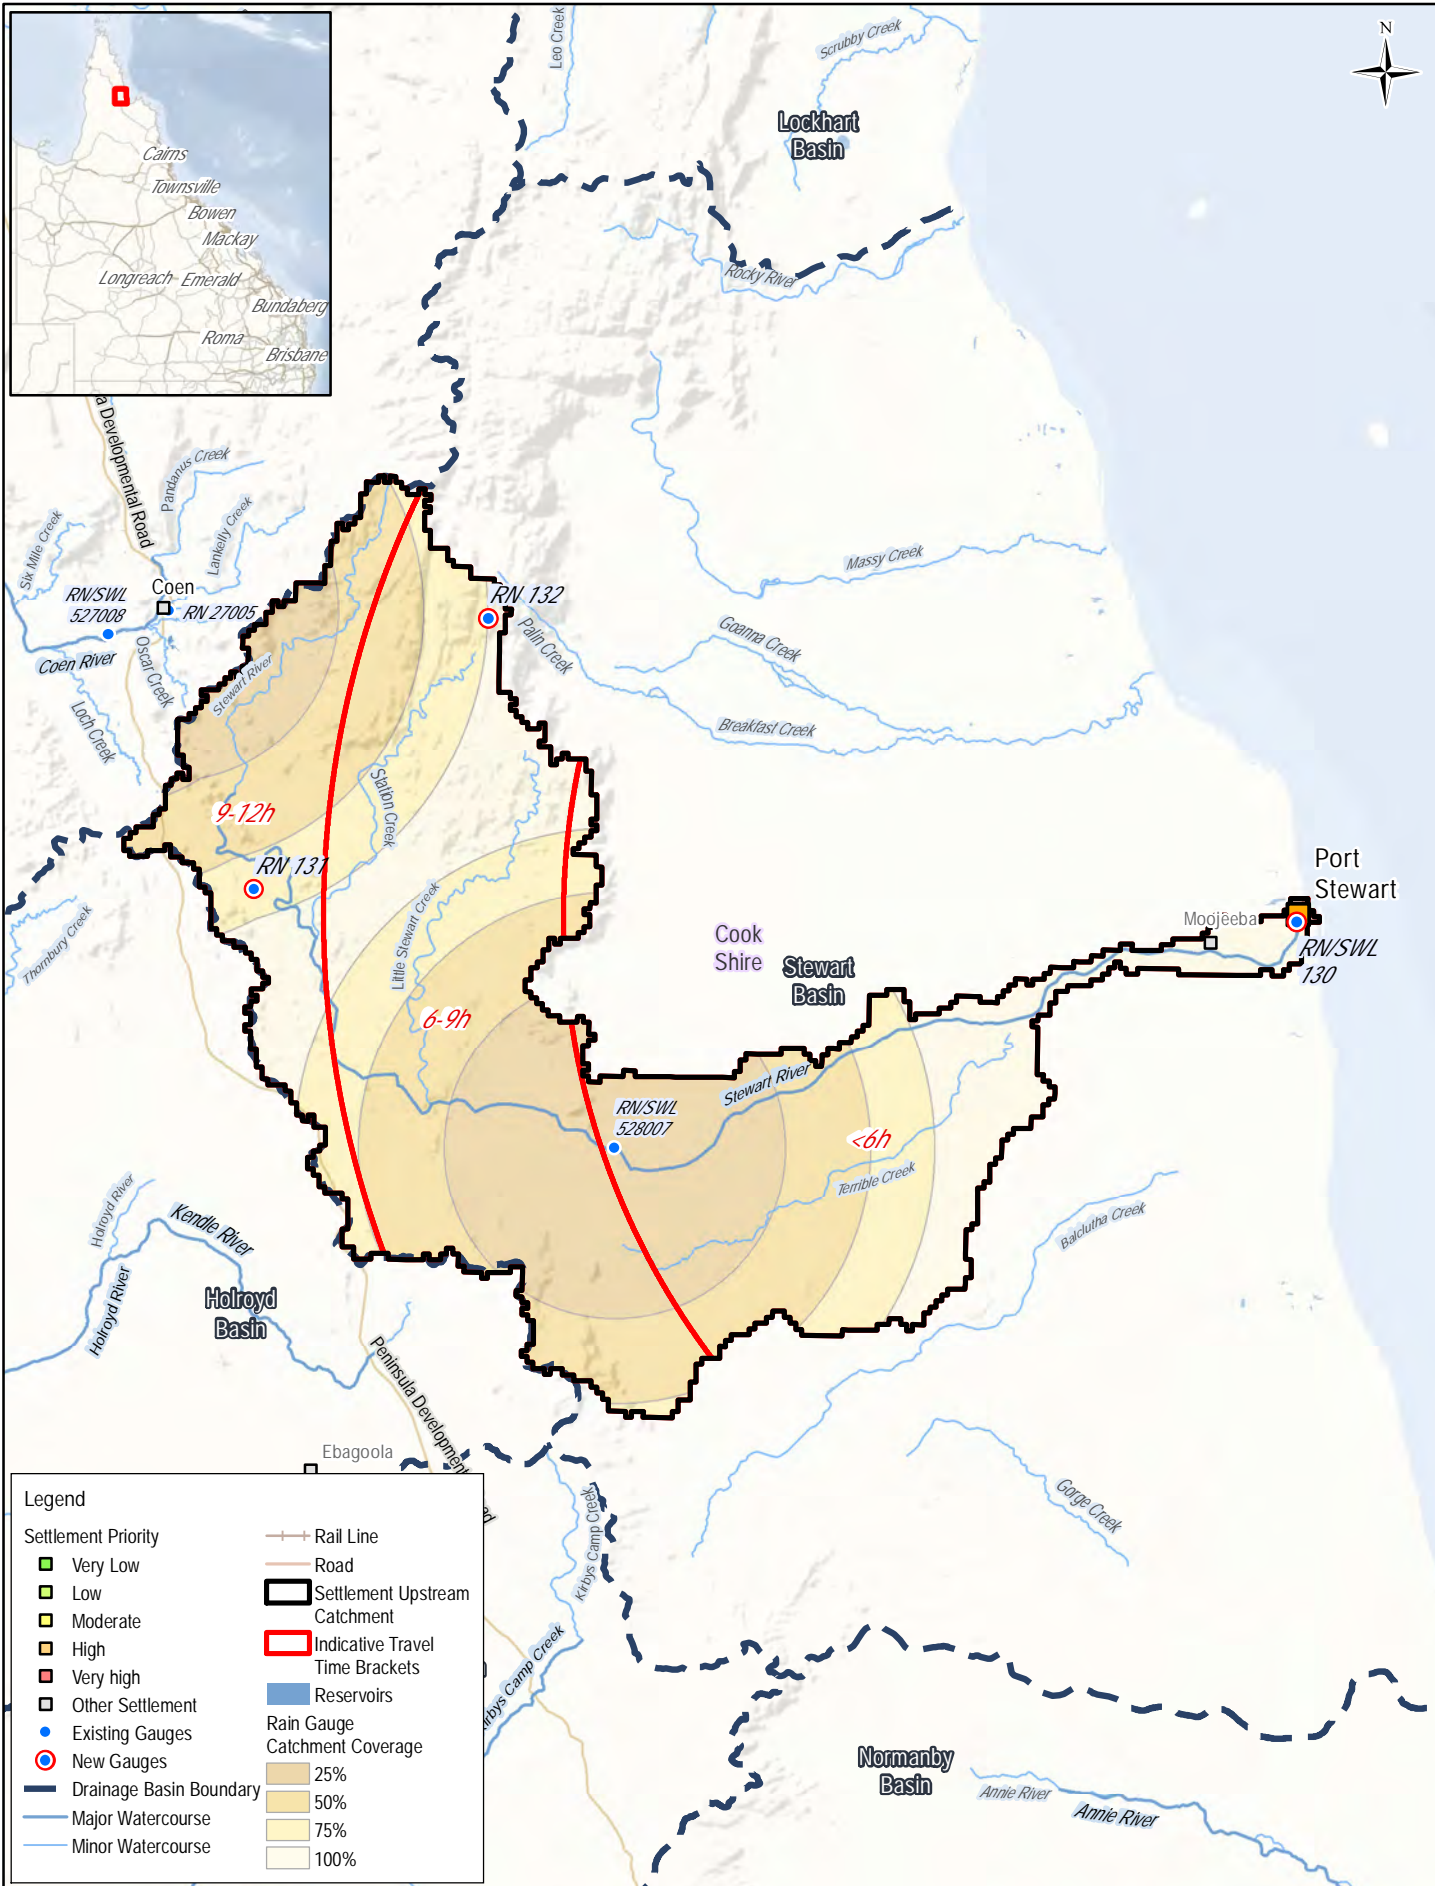 N
Cairns
Townsville
Bowen
Mackay
Longreach
Emerald
Bundaberg
Roma
Brisbane
Leo Creek
Scrubby Creek
Lockhart
Basin
Rocky River
a Developmental Road
Pandanus Creek
Lankelly Creek
Six Mile Creek
RN/SWL
527008
Coen
RN 27005
Coen River
Oscar Creek
Loch Creek
Stewart River
RN 132
Palin Creek
Massy Creek
Goanna Creek
Breakfast Creek
Station Creek
9-12h
RN 131
Thornbury Creek
Little Stewart Creek
6-9h
Cook
Shire
Stewart
Basin
Moojeeba
Port
Stewart
RN/SWL
130
Stewart River
RN/SWL
528007
<6h
Terrible Creek
Balclutha Creek
Holroyd River
Kendle River
Holroyd River
Holroyd
Basin
Peninsula Development
ad
Ebagoola
Gorge Creek
Kirbys Camp Creek
Kirbys Camp Creek
Normanby
Basin
Annie River
Annie River
Legend
Settlement Priority
Very Low
Low
Moderate
High
Very high
Other Settlement
Existing Gauges
New Gauges
Drainage Basin Boundary
Major Watercourse
Minor Watercourse
Rail Line
Road
Settlement Upstream
Catchment
Indicative Travel
Time Brackets
Reservoirs
Rain Gauge
Catchment Coverage
25%
50%
75%
100%